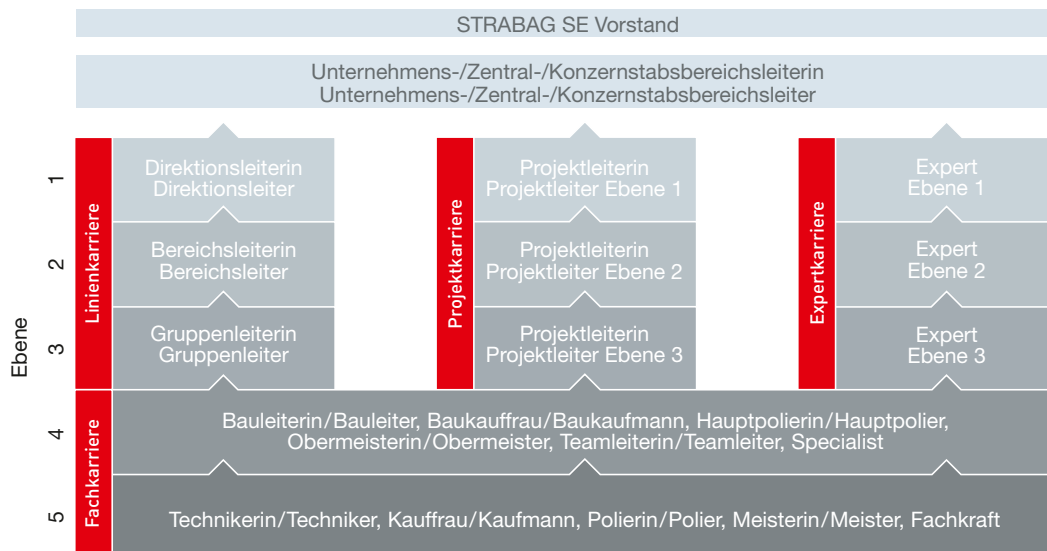 STRABAG SE Vorstand
Unternehmens-/Zentral-/Konzernstabsbereichsleiterin
Unternehmens-/Zentral-/Konzernstabsbereichsleiter
Ebene
1
2
3
4
5
Linienkarriere
Direktionsleiterin
Direktionsleiter
Bereichsleiterin
Bereichsleiter
Gruppenleiterin
Gruppenleiter
Projektkarriere
Projektleiterin
Projektleiter Ebene 1
Projektleiterin
Projektleiter Ebene 2
Projektleiterin
Projektleiter Ebene 3
Expertkarriere
Expert
Ebene 1
Expert
Ebene 2
Expert
Ebene 3
Fachkarriere
Bauleiterin/Bauleiter, Baukauffrau/Baukaufmann, Hauptpolierin/Hauptpolier,
Obermeisterin/Obermeister, Teamleiterin/Teamleiter, Specialist
Technikerin/Techniker, Kauffrau/Kaufmann, Polierin/Polier, Meisterin/Meister, Fachkraft